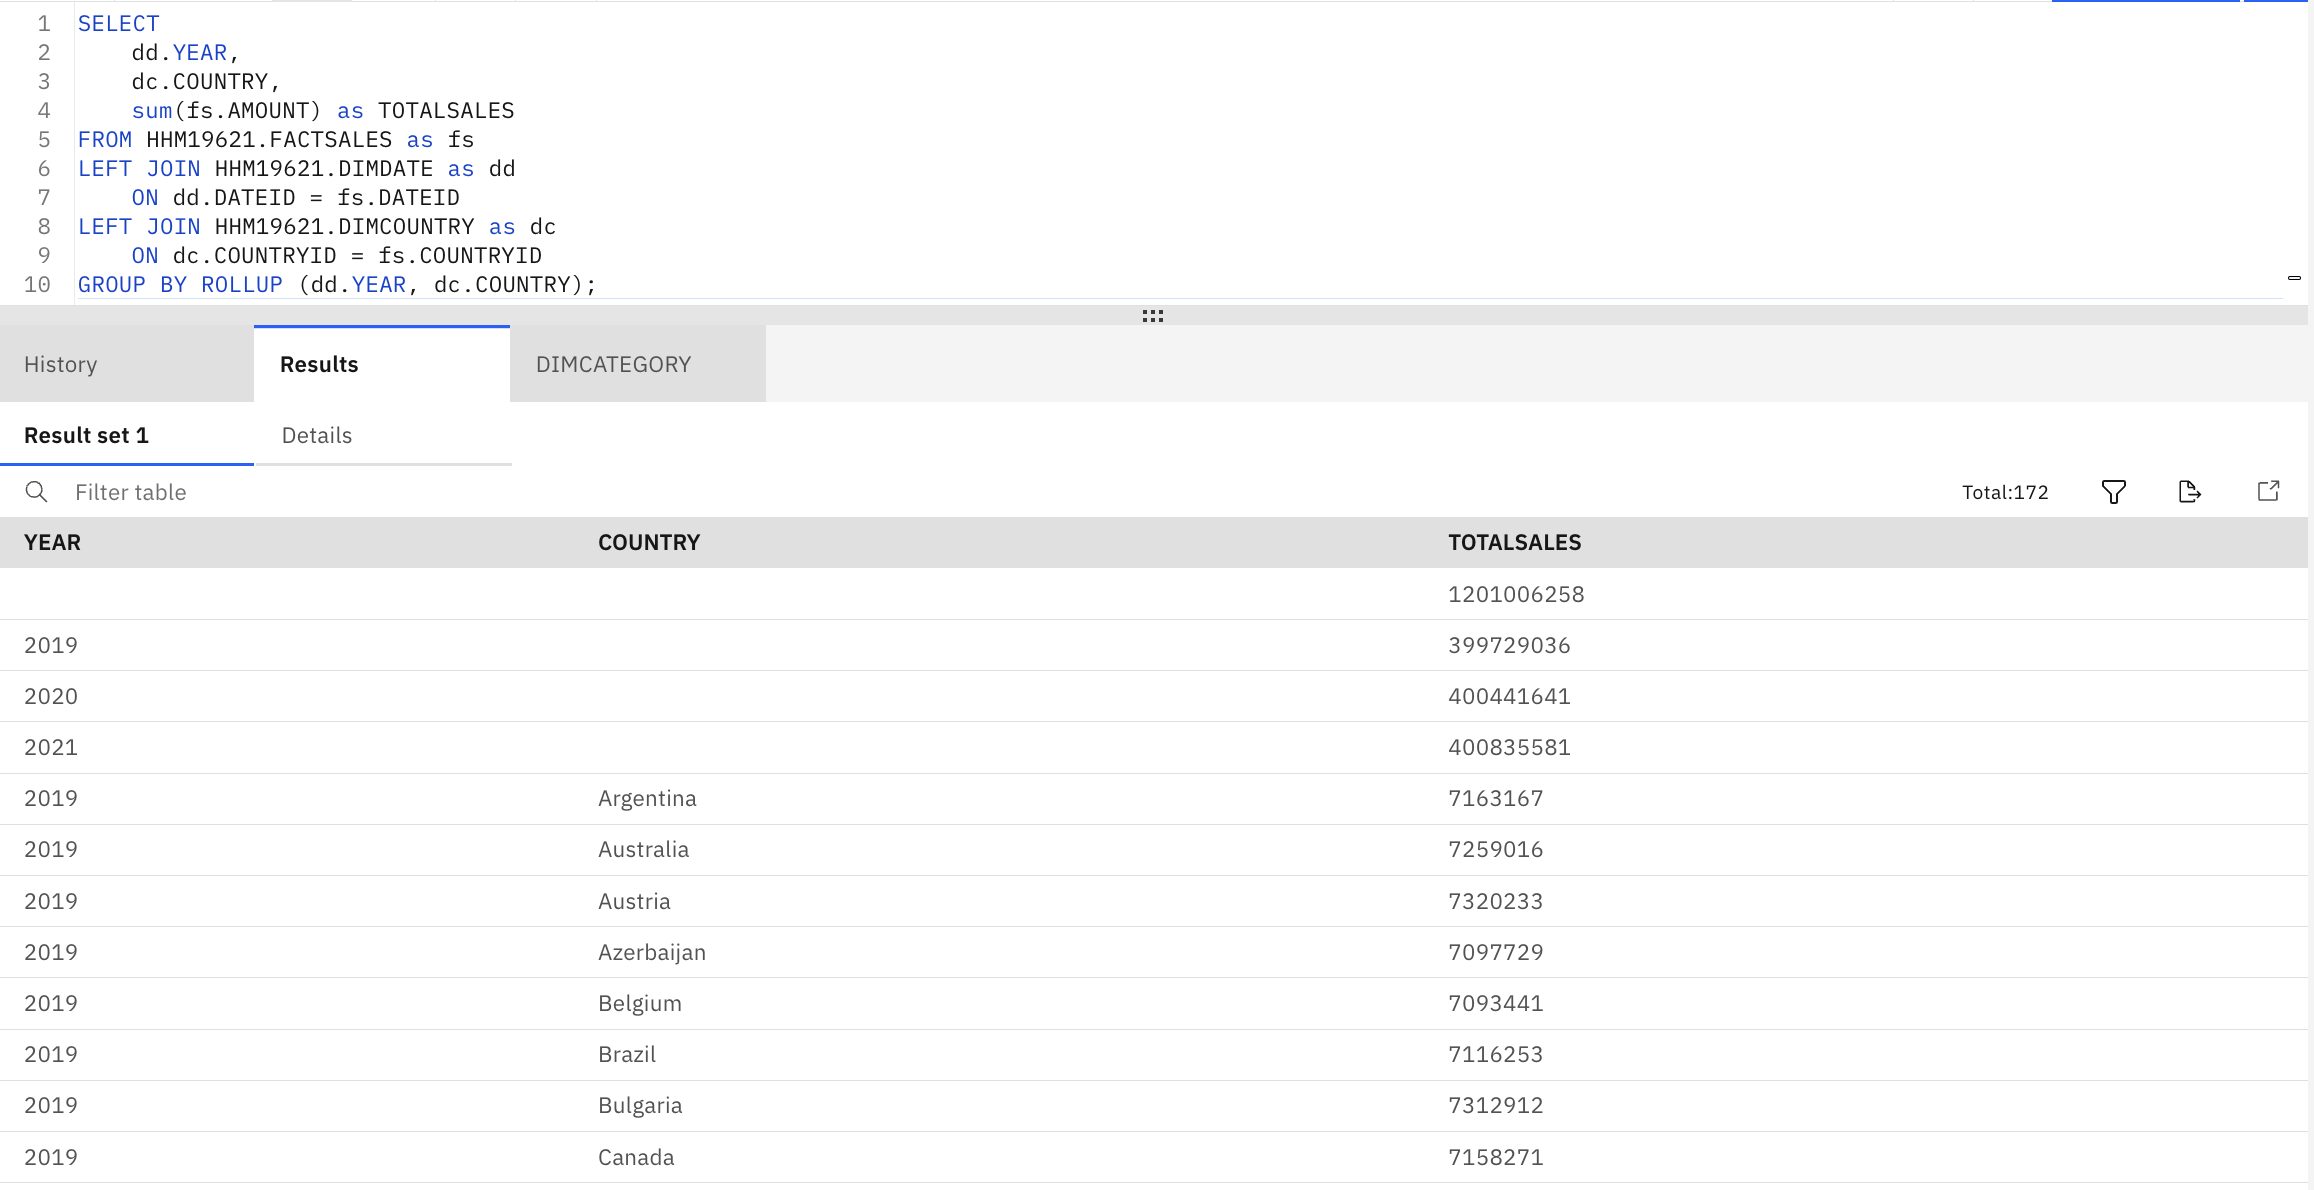 1 SELECT
2 dd.YEAR,
3 dc.COUNTRY,
4 sum(fs.AMOUNT) as TOTALSALES
5 FROM HHM19621.FACTSALES as fs
6 LEFT JOIN HHM19621.DIMDATE as dd
7 ON dd.DATEID = fs.DATEID
8 LEFT JOIN HHM19621.DIMCOUNTRY as dc
9 ON dc.COUNTRYID = fs.COUNTRYID
10 GROUP BY ROLLUP (dd.YEAR, dc.COUNTRY);
History Results DIMCATEGORY
Result set 1 Details
Filter table Total:172
YEAR COUNTRY TOTALSALES
1201006258
2019 399729036
2020 400441641
2021 400835581
2019 Argentina 7163167
2019 Australia 7259016
2019 Austria 7320233
2019 Azerbaijan 7097729
2019 Belgium 7093441
2019 Brazil 7116253
2019 Bulgaria 7312912
2019 Canada 7158271